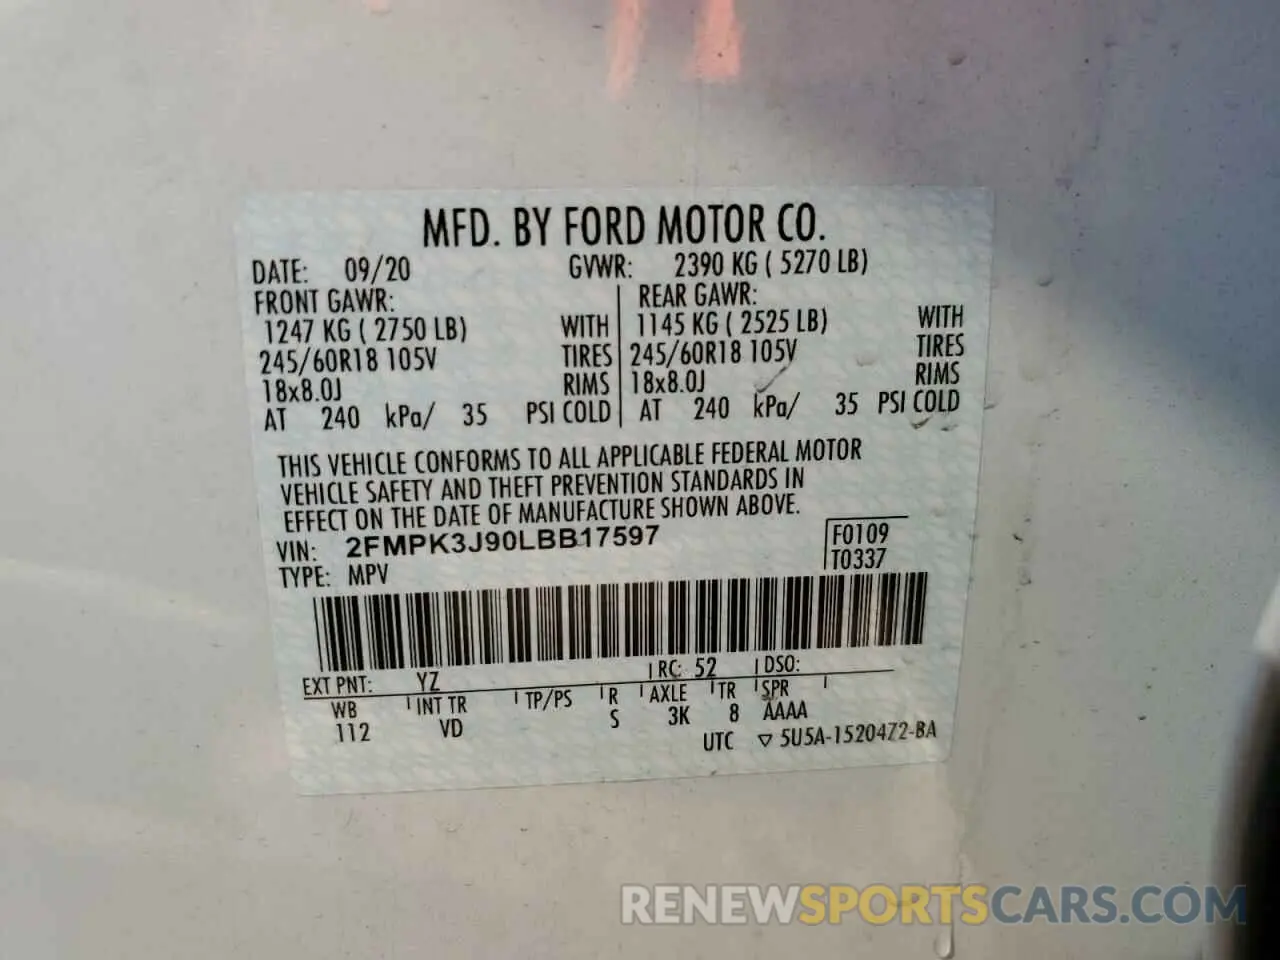 MFD. BY FORD MOTOR CO.
DATE: 09/20 GVWR: 2390 KG ( 5270 LB)
FRONT GAWR: REAR GAWR:
1247 KG ( 2750 LB) WITH 1145 KG ( 2525 LB) WITH
245/60R18 105V TIRES 245/60R18 105V TIRES
18x8.0J RIMS 18x8.0J RIMS
AT 240 kPa/ 35 PSI COLD AT 240 kPa/ 35 PSI COLD
THIS VEHICLE CONFORMS TO ALL APPLICABLE FEDERAL MOTOR
VEHICLE SAFETY AND THEFT PREVENTION STANDARDS IN
EFFECT ON THE DATE OF MANUFACTURE SHOWN ABOVE.
VIN: 2FMPK3J90LBB17597 F0109
TYPE: MPV T0337
EXT PNT: YZ RC: 52 DSO:
WB INT TR TP/PS R AXLE TR SPR
112 VD S 3K 8 AAAA
UTC ▽ 5U5A-1520472-BA
RENEWSPORTSCARS.COM